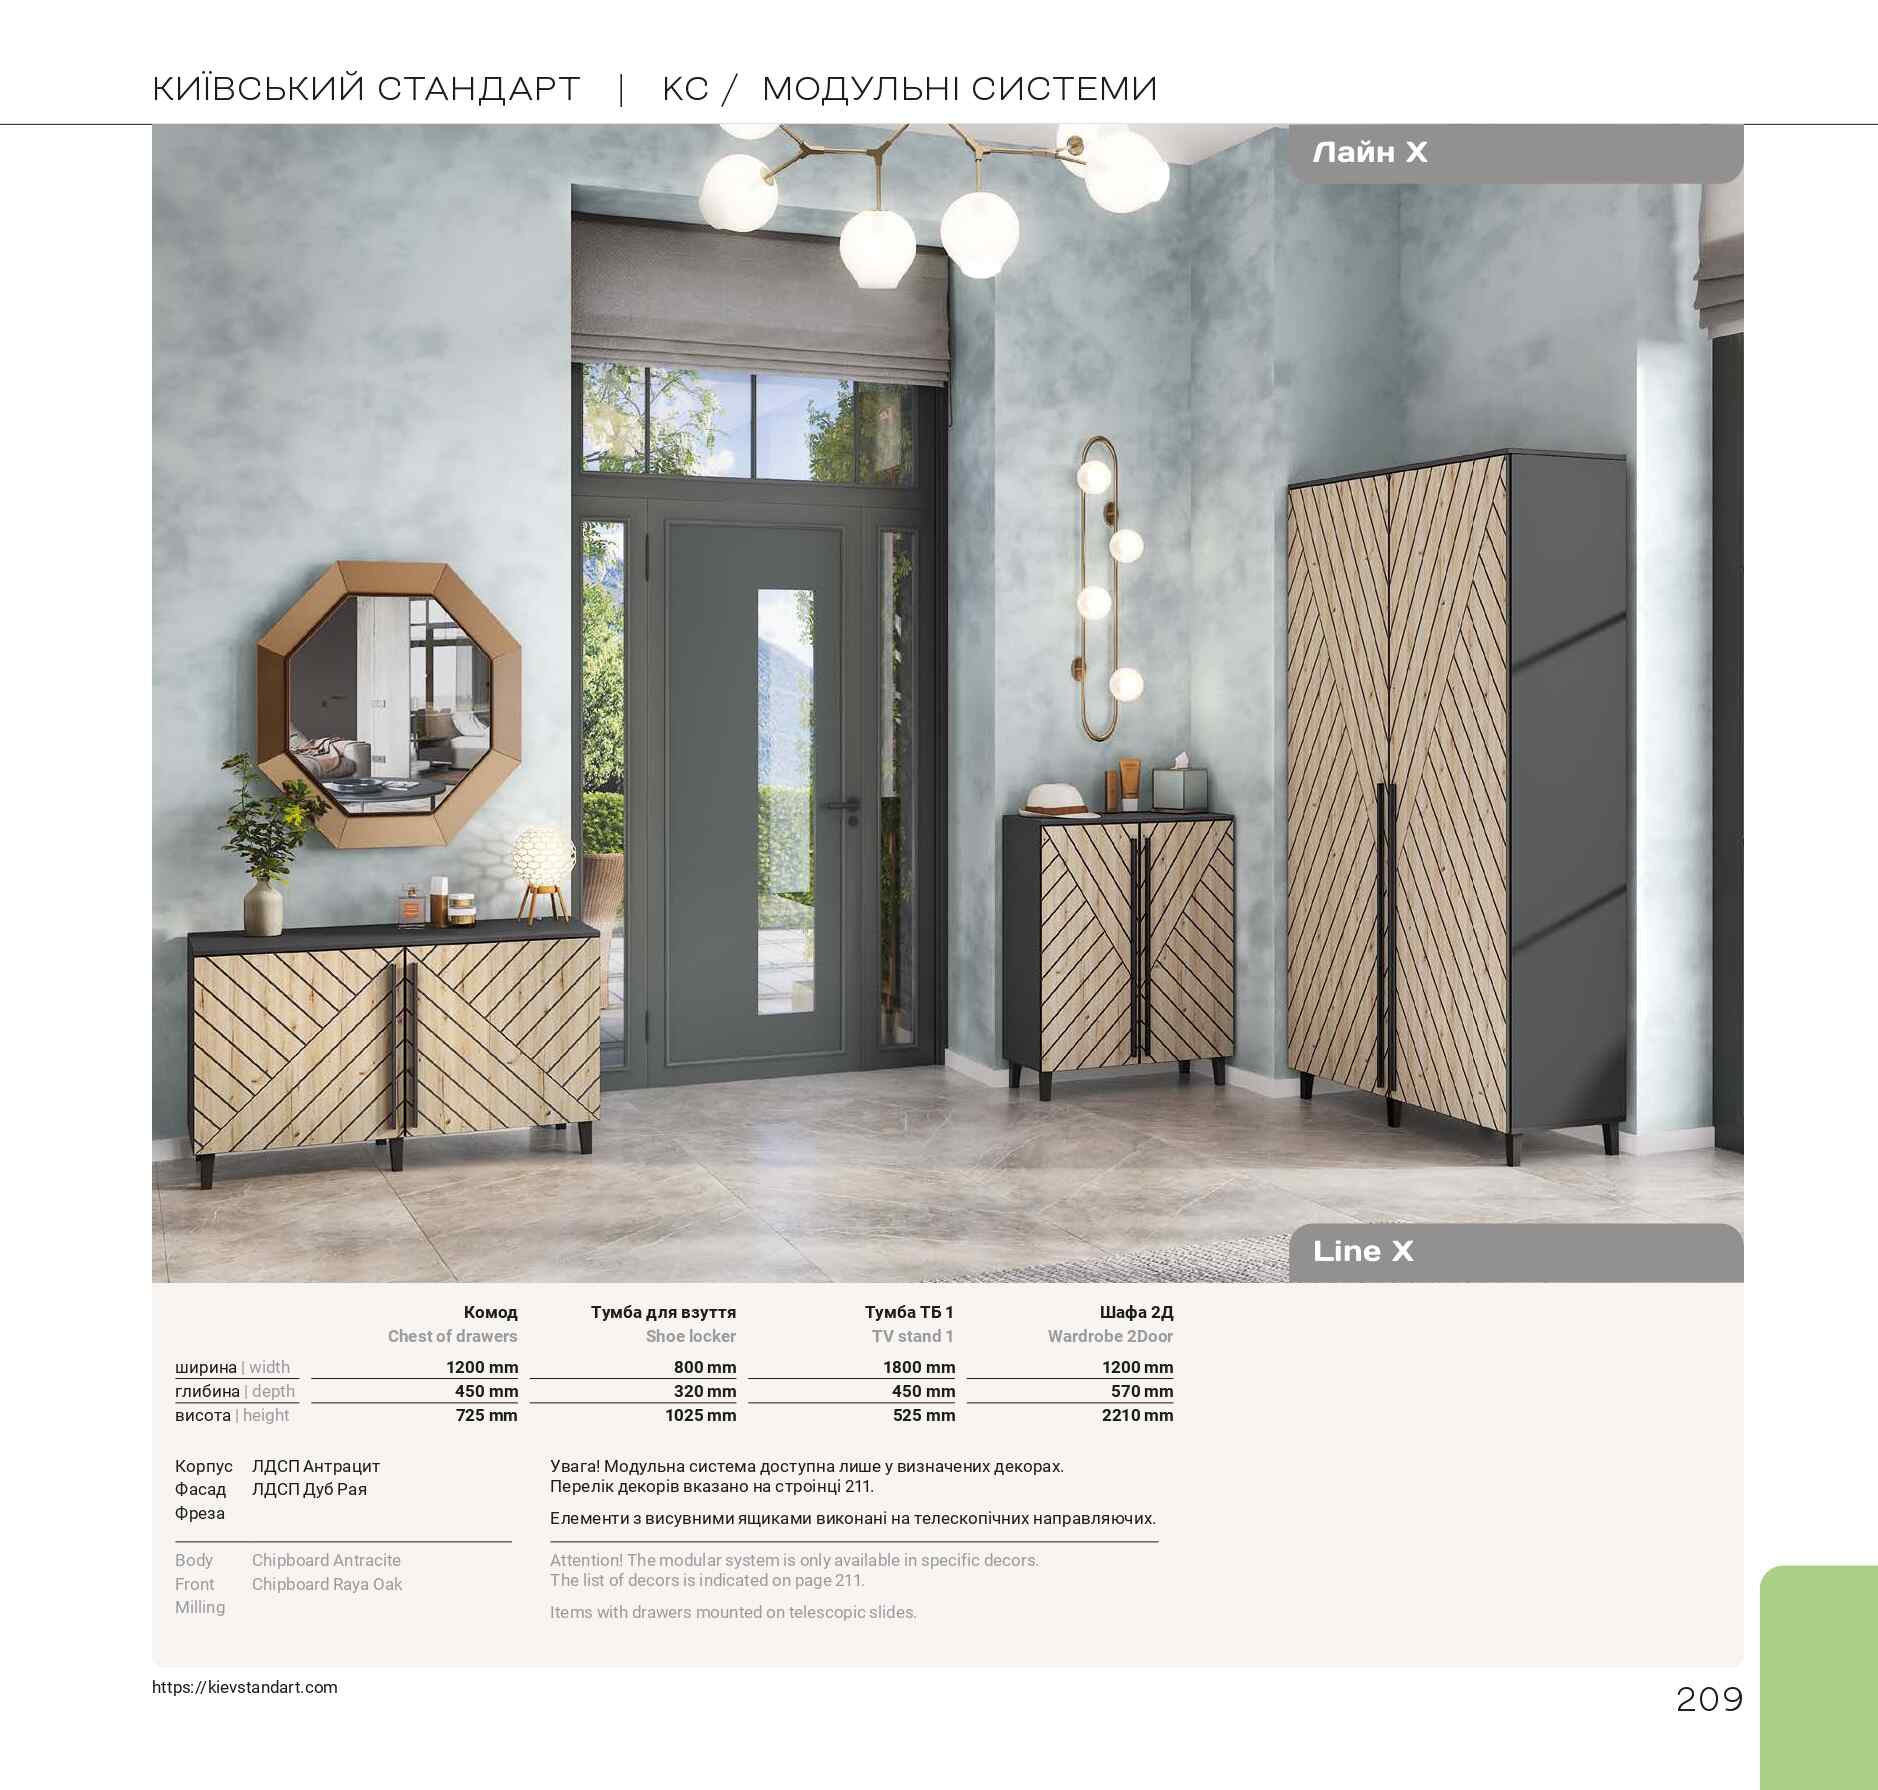 КИЇВСЬКИЙ СТАНДАРТ | КС / МОДУЛЬНІ СИСТЕМИ
Лайн X
Line X
Комод Тумба для взуття Тумба ТБ 1 Шафа 2Д
Chest of drawers Shoe locker TV stand 1 Wardrobe 2Door
ширина | width 1200 mm 800 mm 1800 mm 1200 mm
глибина | depth 450 mm 320 mm 450 mm 570 mm
висота | height 725 mm 1025 mm 525 mm 2210 mm
Корпус ЛДСП Антрацит
Фасад ЛДСП Дуб Рая
Фреза
Body Chipboard Antracite
Front Chipboard Raya Oak
Milling
Увага! Модульна система доступна лише у визначених декорах.
Перелік декорів вказано на строінці 211.
Елементи з висувними ящиками виконані на телескопічних направляючих.
Attention! The modular system is only available in specific decors.
The list of decors is indicated on page 211.
Items with drawers mounted on telescopic slides.
https://kievstandart.com
209